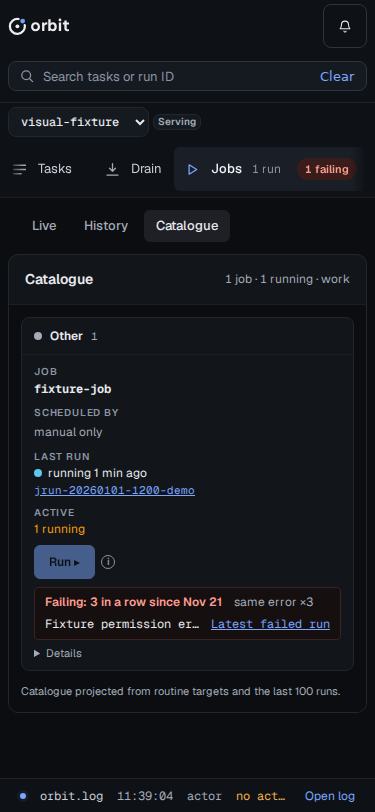 orbit
Search tasks or run ID Clear
visual-fixture Serving
Tasks Drain Jobs 1 run 1 failing
Live History Catalogue
Catalogue 1 job · 1 running · work
Other 1
JOB
fixture-job
SCHEDULED BY
manual only
LAST RUN
running 1 min ago
jrun-20260101-1200-demo
ACTIVE
1 running
Run ▸
Failing: 3 in a row since Nov 21 same error ×3
Fixture permission er… Latest failed run
Details
Catalogue projected from routine targets and the last 100 runs.
orbit.log 11:39:04 actor no act… Open log